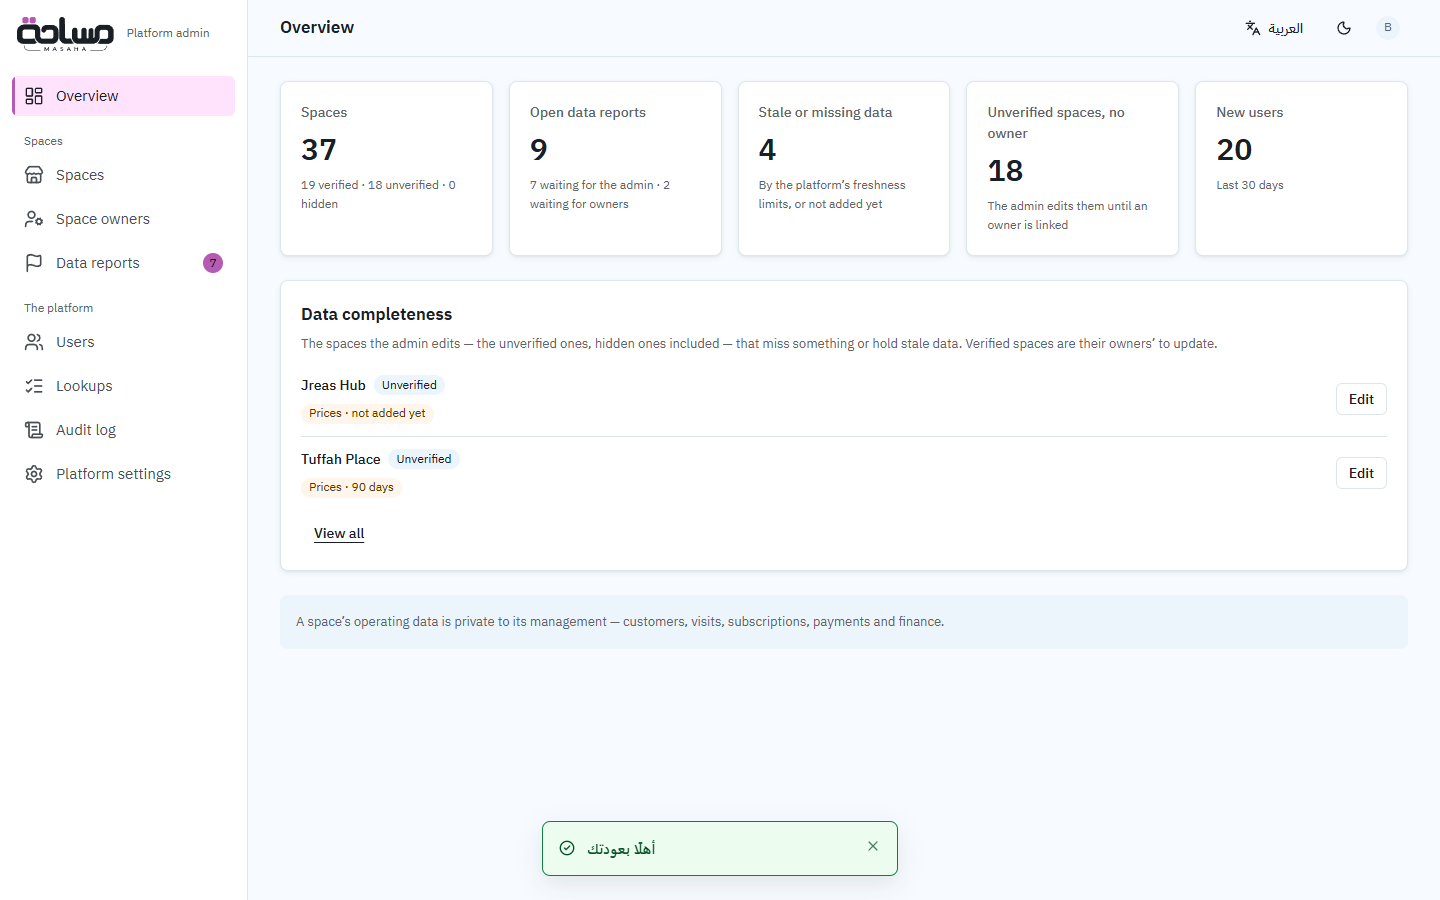 مساحة
MASAHA
Platform admin
Overview
Spaces
Spaces
Space owners
Data reports
7
The platform
Users
Lookups
Audit log
Platform settings
Overview
العربية
B
Spaces
37
19 verified · 18 unverified · 0
hidden
Open data reports
9
7 waiting for the admin · 2
waiting for owners
Stale or missing data
4
By the platform’s freshness
limits, or not added yet
Unverified spaces, no
owner
18
The admin edits them until an
owner is linked
New users
20
Last 30 days
Data completeness
The spaces the admin edits — the unverified ones, hidden ones included — that miss something or hold stale data. Verified spaces are their owners’ to update.
Jreas Hub Unverified
Prices · not added yet
Edit
Tuffah Place Unverified
Prices · 90 days
Edit
View all
A space’s operating data is private to its management — customers, visits, subscriptions, payments and finance.
أهلًا بعودتك